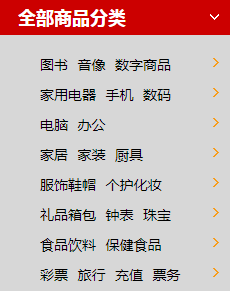 全部商品分类
图书 音像 数字商品
家用电器 手机 数码
电脑 办公
家居 家装 厨具
服饰鞋帽 个护化妆
礼品箱包 钟表 珠宝
食品饮料 保健食品
彩票 旅行 充值 票务